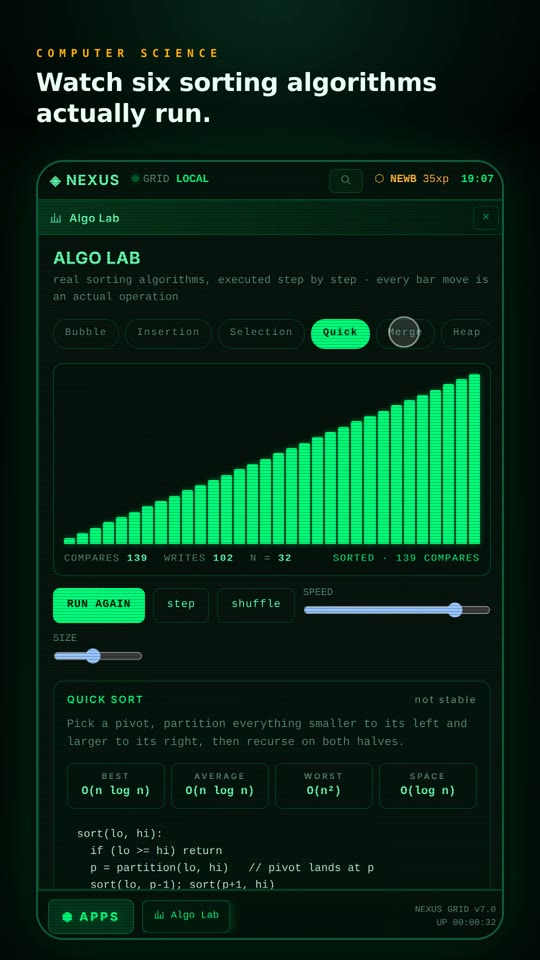 COMPUTER SCIENCE
Watch six sorting algorithms
actually run.
◈ NEXUS GRID LOCAL NEWB 35xp 19:07
Algo Lab ×
ALGO LAB
real sorting algorithms, executed step by step · every bar move is
an actual operation
Bubble Insertion Selection Quick Merge Heap
COMPARES 139 WRITES 102 N = 32 SORTED · 139 COMPARES
RUN AGAIN step shuffle SPEED
SIZE
QUICK SORT not stable
Pick a pivot, partition everything smaller to its left and
larger to its right, then recurse on both halves.
BEST AVERAGE WORST SPACE
O(n log n) O(n log n) O(n²) O(log n)
sort(lo, hi):
if (lo >= hi) return
p = partition(lo, hi) // pivot lands at p
sort(lo, p-1); sort(p+1, hi)
APPS Algo Lab NEXUS GRID v7.0
UP 00:00:32